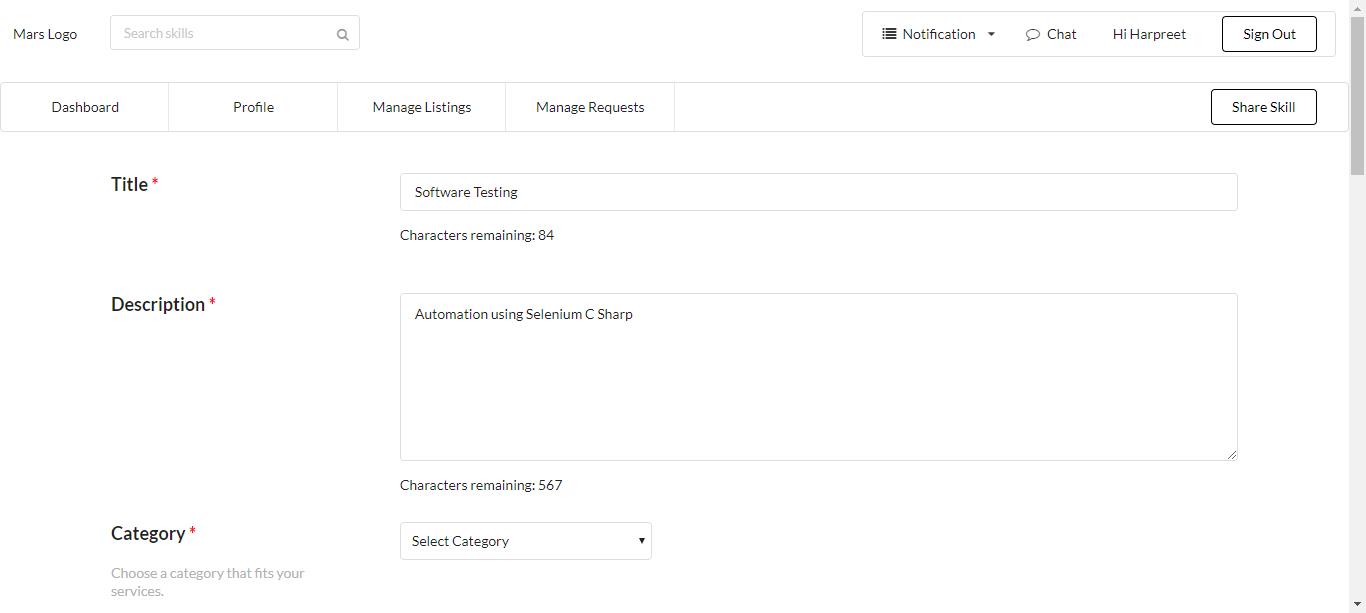 Mars Logo
Search skills
Notification
Chat
Hi Harpreet
Sign Out
Dashboard
Profile
Manage Listings
Manage Requests
Share Skill
Title *
Software Testing
Characters remaining: 84
Description *
Automation using Selenium C Sharp
Characters remaining: 567
Category *
Select Category
Choose a category that fits your
services.